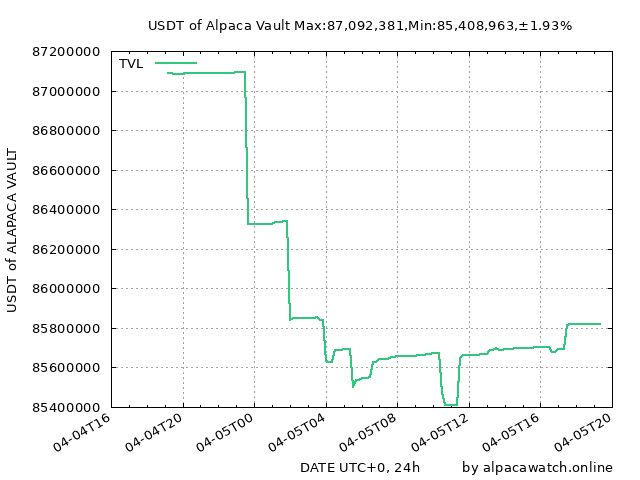 USDT of Alpaca Vault Max:87,092,381,Min:85,408,963,±1.93%
87200000
TVL
87000000
86800000
86600000
86400000
86200000
86000000
85800000
85600000
85400000
USDT of ALAPACA VAULT
04-04T16
04-04T20
04-05T00
04-05T04
04-05T08
04-05T12
04-05T16
04-05T20
DATE UTC+0, 24h
by alpacawatch.online